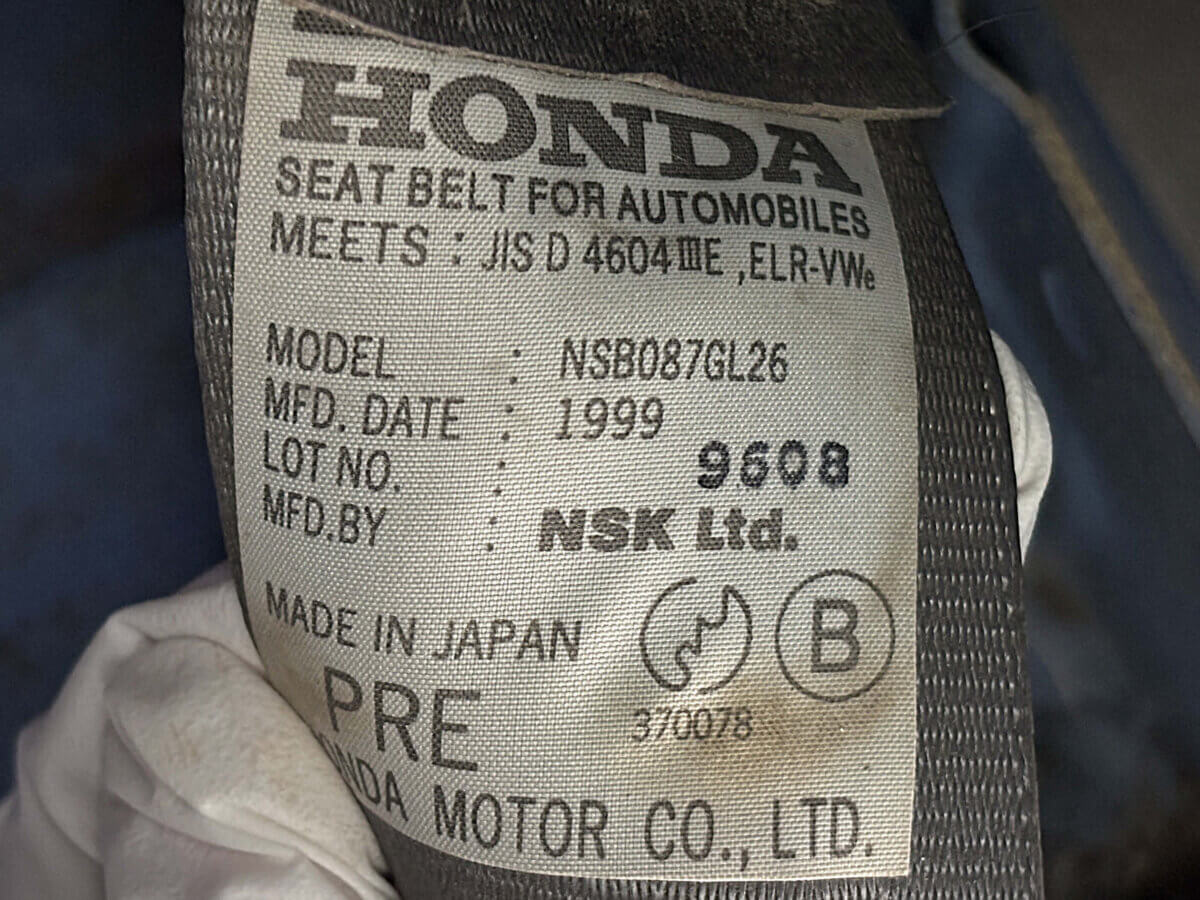 HONDA
SEAT BELT FOR AUTOMOBILES
MEETS : JIS D 4604ⅢE ,ELR-VWe
MODEL : NSB087GL26
MFD. DATE : 1999
LOT NO. : 9608
MFD.BY : NSK Ltd.
MADE IN JAPAN
B
PRE
370078
NDA MOTOR CO., LTD.